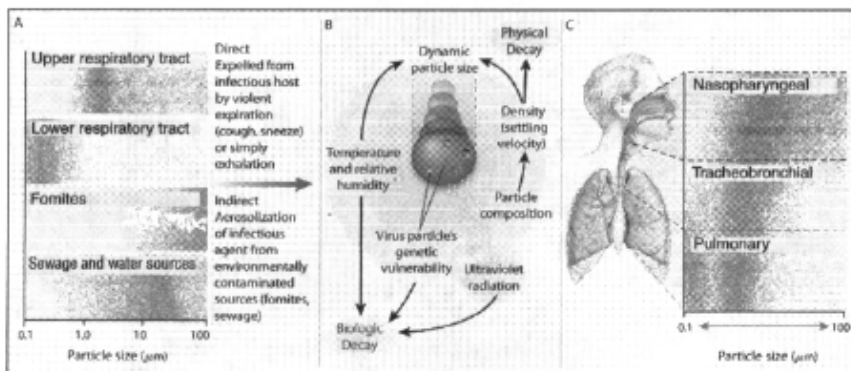 A
Upper respiratory tract
Lower respiratory tract
Fomites
Sewage and water sources
0.1
1.0
10
100
Particle size (μm)
Direct
Expelled from
infectious host
by violent
expiration
(cough, sneeze)
or simply
exhalation
Indirect
Aerosolization
of infectious
agent from
environmentally
contaminated
sources (fomites,
sewage)
B
Dynamic
particle size
Physical
Decay
Density
(settling
velocity)
Temperature
and relative
humidity
Particle
composition
Virus particle's
genetic
vulnerability
Ultraviolet
radiation
Biologic
Decay
C
Nasopharyngeal
Tracheobronchial
Pulmonary
0.1
100
Particle size (μm)